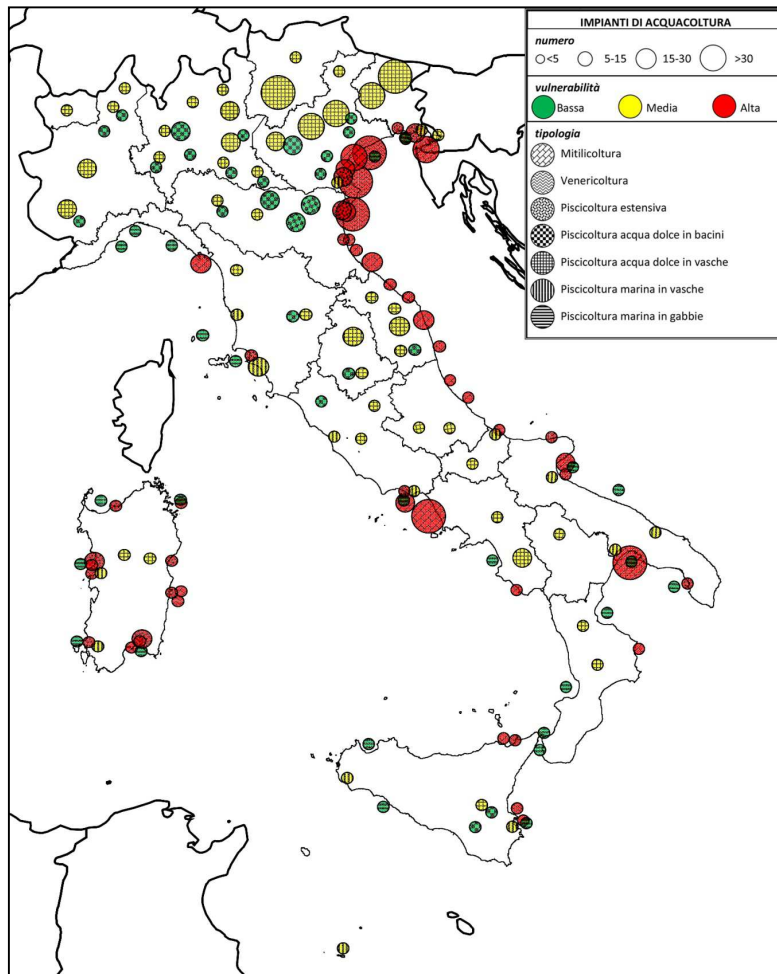 IMPIANTI DI ACQUACOLTURA
numero
<5 5-15 15-30 >30
vulnerabilità
Bassa Media Alta
tipologia
Mitilicoltura
Venericoltura
Piscicoltura estensiva
Piscicoltura acqua dolce in bacini
Piscicoltura acqua dolce in vasche
Piscicoltura marina in vasche
Piscicoltura marina in gabbie